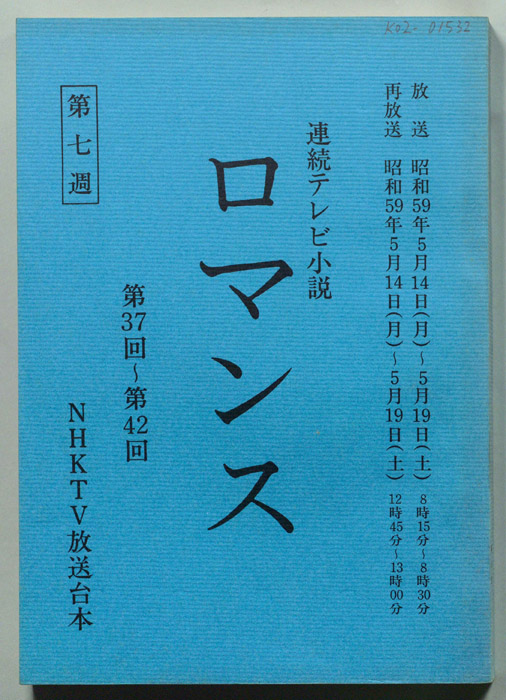 K02-01532
放送 昭和59年5月14日(月)~5月19日(土) 8時15分~8時30分
再放送 昭和59年5月14日(月)~5月19日(土) 12時45分~13時00分
連続テレビ小説
ロマンス
第37回~第42回
第七週
NHKTV放送台本